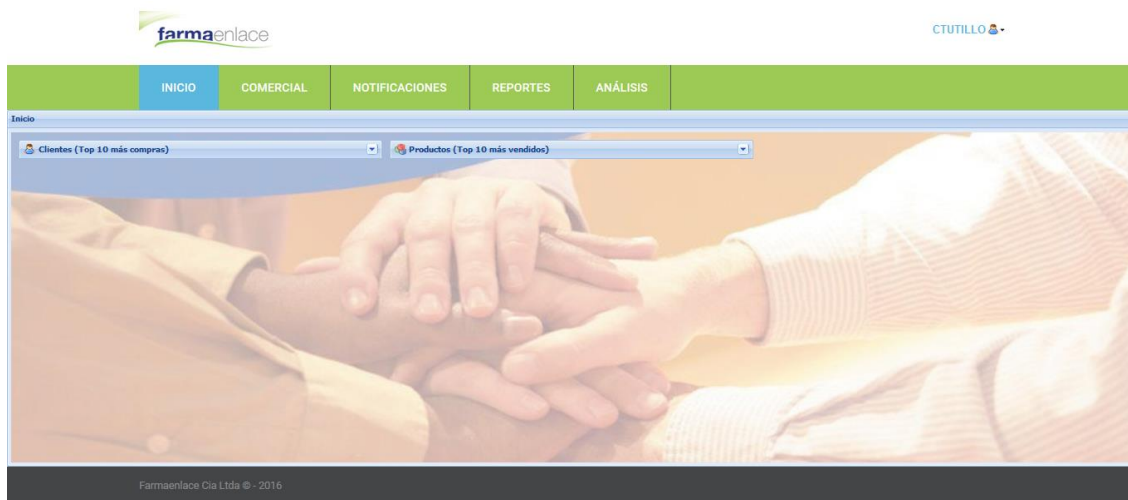 farmaenlace
CTUTILLO
INICIO COMERCIAL NOTIFICACIONES REPORTES ANÁLISIS
Inicio
Clientes (Top 10 más compras) Productos (Top 10 más vendidos)
Farmaenlace Cia Ltda © - 2016